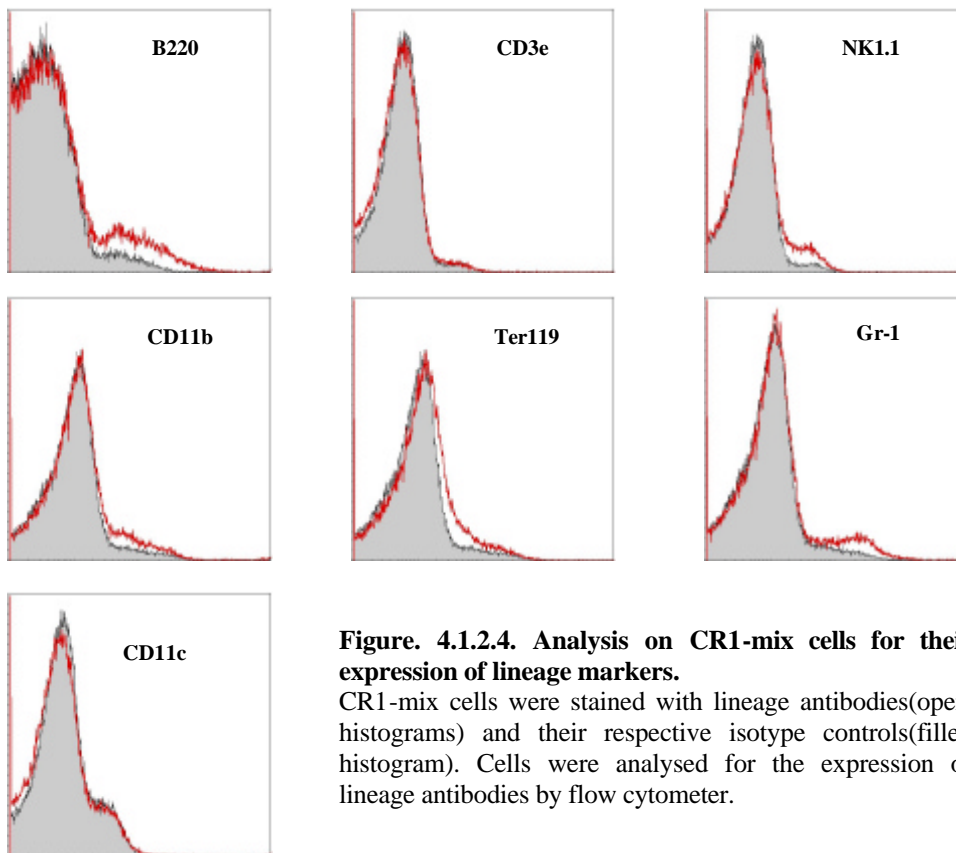 B220
CD3e
NK1.1
CD11b
Ter119
Gr-1
CD11c
Figure. 4.1.2.4. Analysis on CR1-mix cells for thei
expression of lineage markers.
CR1-mix cells were stained with lineage antibodies(ope
histograms) and their respective isotype controls(fille
histogram). Cells were analysed for the expression o
lineage antibodies by flow cytometer.